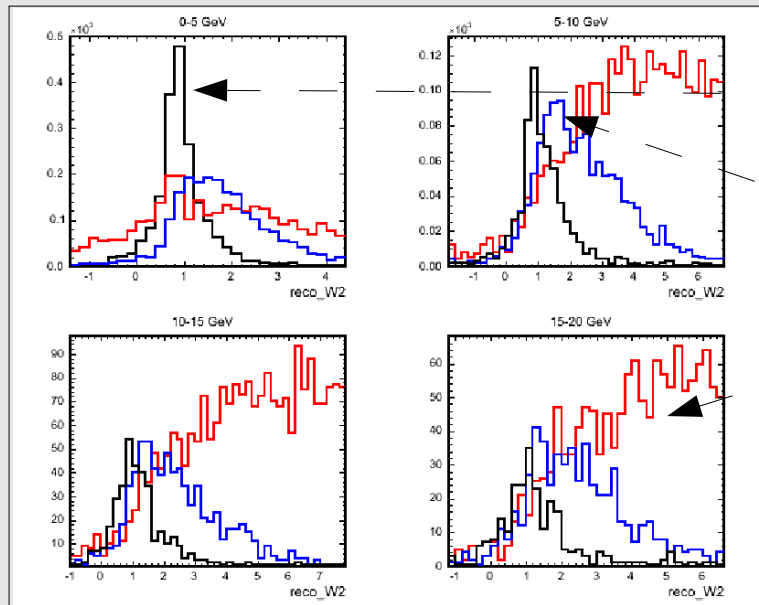 0-5 GeV
×10³
0.5
0.4
0.3
0.2
0.1
0.0
-1 0 1 2 3 4
reco_W2
5-10 GeV
×10³
0.12
0.10
0.08
0.06
0.04
0.02
0.00
-1 0 1 2 3 4 5 6
reco_W2
10-15 GeV
90
80
70
60
50
40
30
20
10
-1 0 1 2 3 4 5 6 7
reco_W2
15-20 GeV
60
50
40
30
20
10
0
-1 0 1 2 3 4 5 6
reco_W2